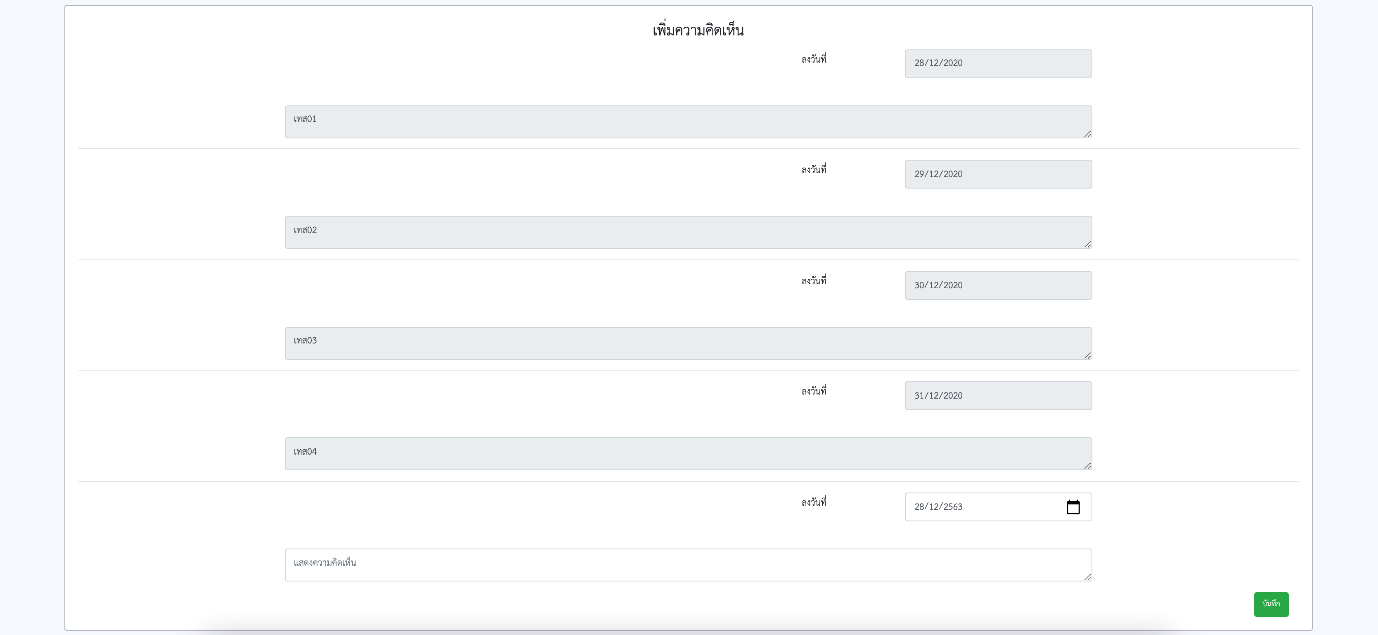 เพิ่มความคิดเห็น
ลงวันที่ 28/12/2020
เทส01
ลงวันที่ 29/12/2020
เทส02
ลงวันที่ 30/12/2020
เทส03
ลงวันที่ 31/12/2020
เทส04
ลงวันที่ 28/12/2563
แสดงความคิดเห็น
บันทึก